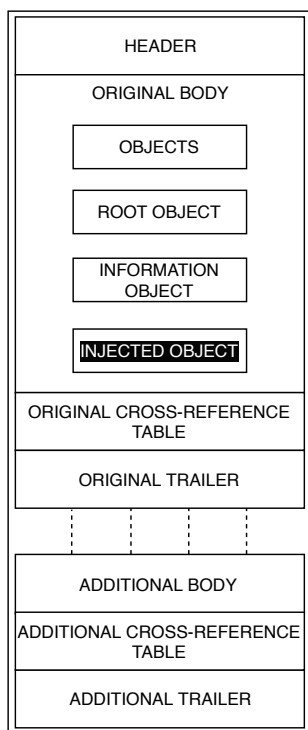 HEADER
ORIGINAL BODY
OBJECTS
ROOT OBJECT
INFORMATION
OBJECT
INJECTED OBJECT
ORIGINAL CROSS-REFERENCE
TABLE
ORIGINAL TRAILER
ADDITIONAL BODY
ADDITIONAL CROSS-REFERENCE
TABLE
ADDITIONAL TRAILER